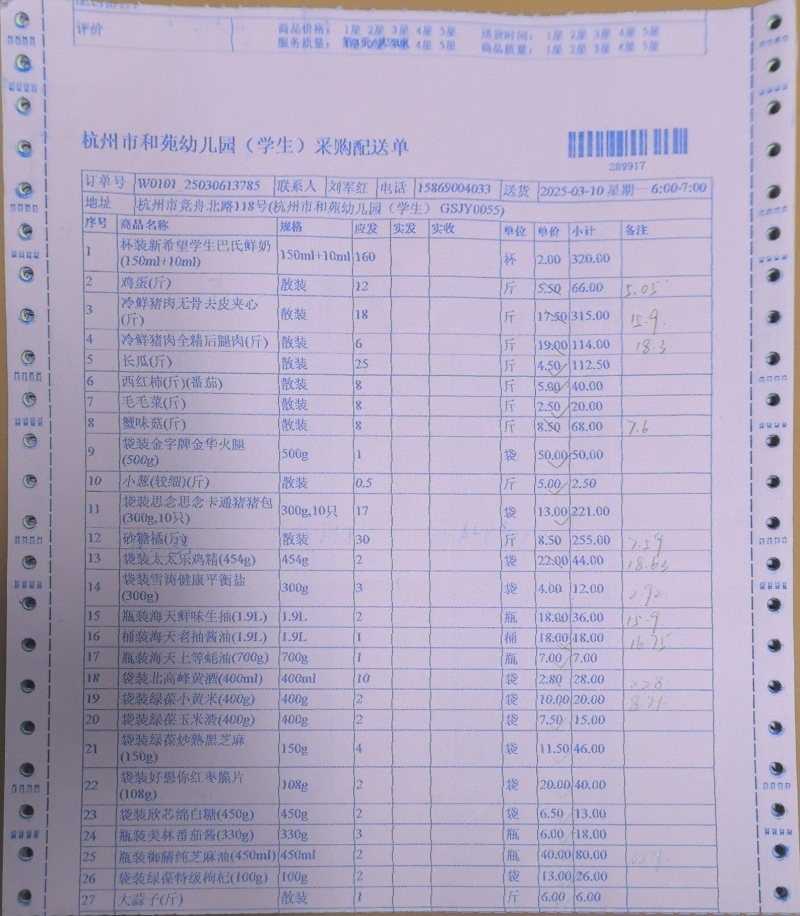 评价 商品价格： 1星 2星 3星 4星 5星 送货时间： 1星 2星 3星 4星 5星
服务质量： 2星 3星 4星 5星 商品质量： 1星 2星 3星 4星 5星
杭州市和苑幼儿园（学生）采购配送单
289917
订单号 W0101_25030613785 联系人 刘军红 电话 15869004033 送货 2025-03-10 星期一 6:00-7:00
地址 杭州市竞舟北路118号(杭州市和苑幼儿园（学生）GSJY0055)
序号 商品名称 规格 应发 实发 实收 单位 单价 小计 备注
1 杯装新希望学生巴氏鲜奶(150ml+10ml) 150ml+10ml 160 杯 2.00 320.00
2 鸡蛋(斤) 散装 12 斤 5.50 66.00 5.05
3 冷鲜猪肉无骨去皮夹心(斤) 散装 18 斤 17.50 315.00 15.9
4 冷鲜猪肉全精后腿肉(斤) 散装 6 斤 19.00 114.00 18.3
5 长瓜(斤) 散装 25 斤 4.50 112.50
6 西红柿(斤)(番茄) 散装 8 斤 5.00 40.00
7 毛毛菜(斤) 散装 8 斤 2.50 20.00
8 蟹味菇(斤) 散装 8 斤 8.50 68.00 7.6
9 袋装金字牌金华火腿(500g) 500g 1 袋 50.00 50.00
10 小葱(较细)(斤) 散装 0.5 斤 5.00 2.50
11 袋装思念思念卡通猪猪包(300g,10只) 300g,10只 17 袋 13.00 221.00
12 砂糖橘(斤) 散装 30 斤 8.50 255.00 7.59
13 袋装太太乐鸡精(454g) 454g 2 袋 22.00 44.00 18.63
14 袋装雪涛健康平衡盐(300g) 300g 3 袋 4.00 12.00
15 瓶装海天鲜味生抽(1.9L) 1.9L 2 瓶 18.00 36.00 15.9
16 桶装海天老抽酱油(1.9L) 1.9L 1 桶 18.00 18.00 16.75
17 瓶装海天上等蚝油(700g) 700g 1 瓶 7.00 7.00
18 袋装北高峰黄酒(400ml) 400ml 10 袋 2.80 28.00
19 袋装绿葆小黄米(400g) 400g 2 袋 10.00 20.00 8.71
20 袋装绿葆玉米渣(400g) 400g 2 袋 7.50 15.00
21 袋装绿葆炒熟黑芝麻(150g) 150g 4 袋 11.50 46.00
22 袋装好想你红枣脆片(108g) 108g 2 袋 20.00 40.00
23 袋装欣芯绵白糖(450g) 450g 2 袋 6.50 13.00
24 瓶装美林番茄酱(330g) 330g 3 瓶 6.00 18.00
25 瓶装御膳纯芝麻油(450ml) 450ml 2 瓶 40.00 80.00
26 袋装绿葆特级枸杞(100g) 100g 2 袋 13.00 26.00
27 大蒜子(斤) 散装 1 斤 6.00 6.00